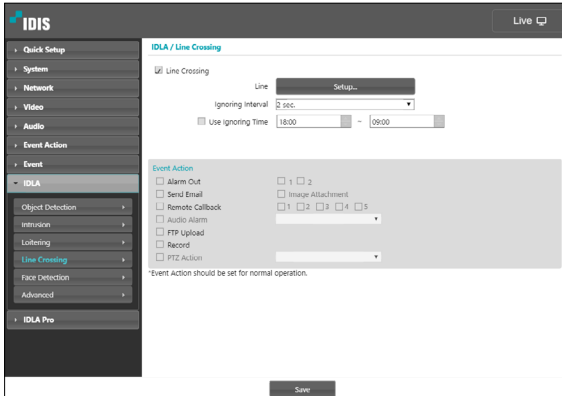 IDIS
Live
Quick Setup
System
Network
Video
Audio
Event Action
Event
IDLA
Object Detection
Intrusion
Loitering
Line Crossing
Face Detection
Advanced
IDLA Pro
IDLA / Line Crossing
Line Crossing
Line Setup...
Ignoring Interval 2 sec.
Use Ignoring Time 18:00 ~ 09:00
Event Action
Alarm Out 1 2
Send Email Image Attachment
Remote Callback 1 2 3 4 5
Audio Alarm
FTP Upload
Record
PTZ Action
*Event Action should be set for normal operation.
Save